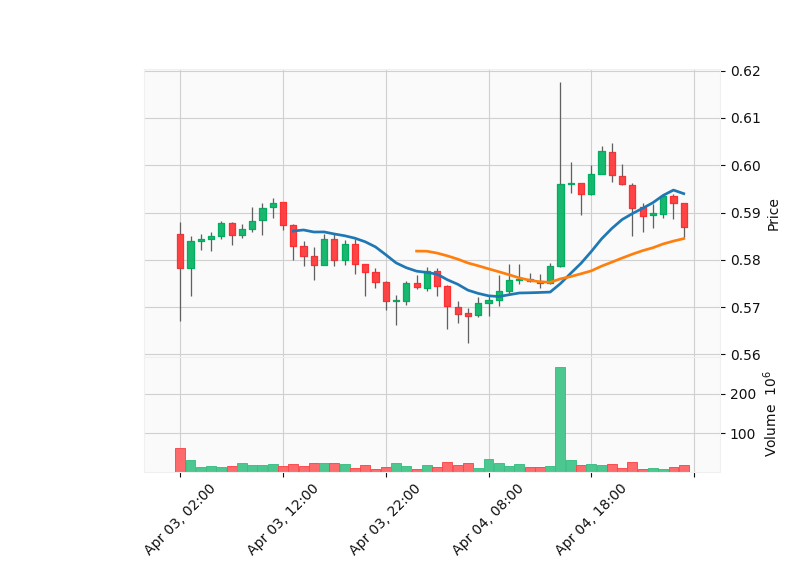 0.62
0.61
0.60
0.59
0.58
0.57
0.56
Price
200
100
Volume 10^6
Apr 03, 02:00
Apr 03, 12:00
Apr 03, 22:00
Apr 04, 08:00
Apr 04, 18:00